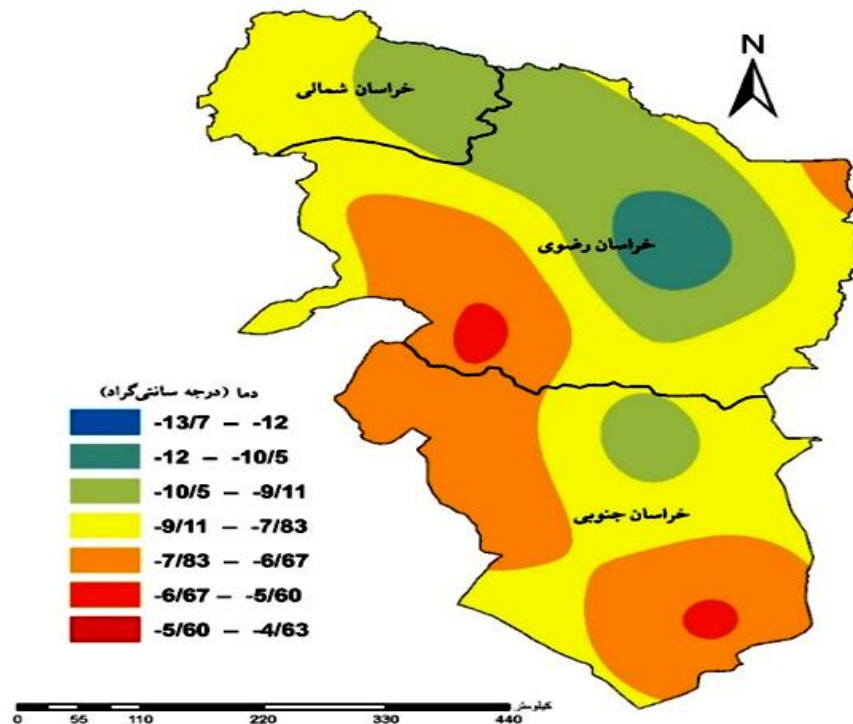 N
خراسان شمالی
خراسان رضوی
دما (درجه سانتی‌گراد)
-13/7 – -12
-12 – -10/5
-10/5 – -9/11
-9/11 – -7/83
-7/83 – -6/67
-6/67 – -5/60
-5/60 – -4/63
خراسان جنوبی
کیلومتر
0 55 110 220 330 440